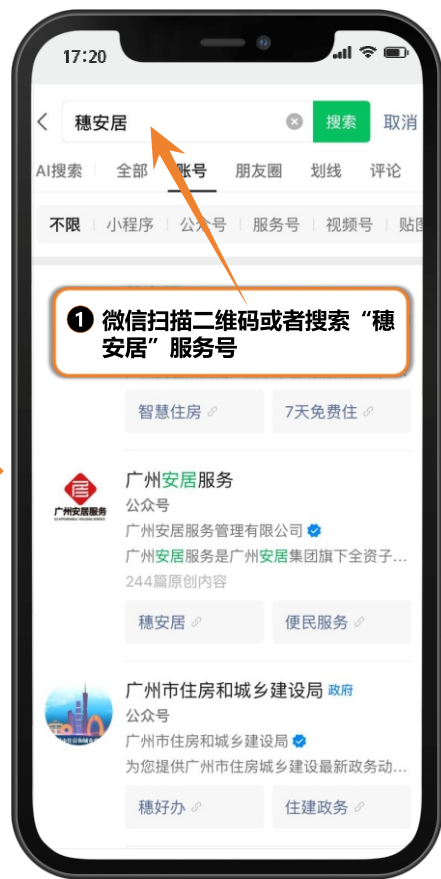 17:20
穗安居
搜索
取消
AI搜索
全部
账号
朋友圈
划线
评论
不限
小程序
公众号
服务号
视频号
贴图
❶ 微信扫描二维码或者搜索“穗
安居”服务号
智慧住房
7天免费住
广州安居服务
公众号
广州安居服务管理有限公司
广州安居服务是广州安居集团旗下全资子...
244篇原创内容
广州安居服务
穗安居
便民服务
广州市住房和城乡建设局 政府
公众号
广州市住房和城乡建设局
为您提供广州市住房城乡建设最新政务动...
穗好办
住建政务